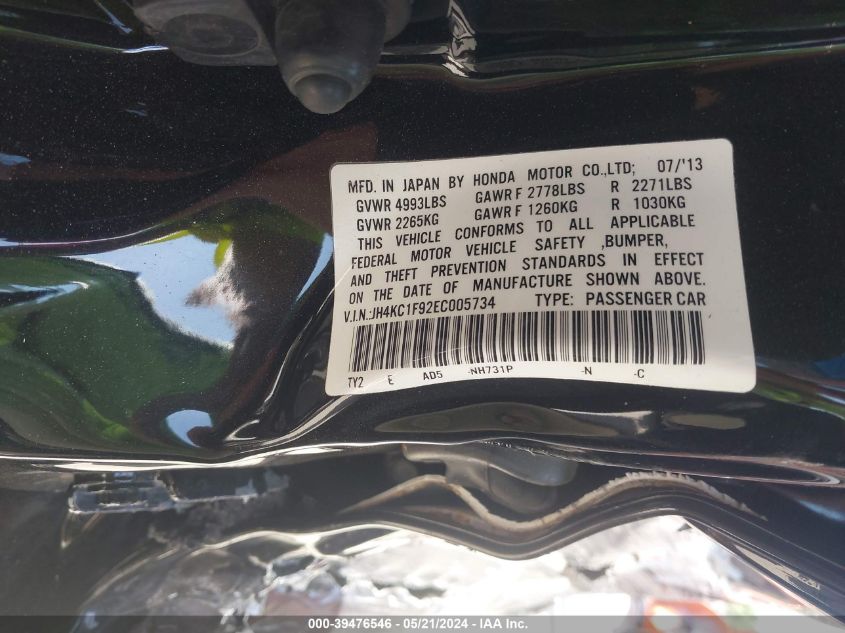 MFD. IN JAPAN BY HONDA MOTOR CO.,LTD; 07/'13
GVWR 4993LBS GAWR F 2778LBS R 2271LBS
GVWR 2265KG GAWR F 1260KG R 1030KG
THIS VEHICLE CONFORMS TO ALL APPLICABLE
FEDERAL MOTOR VEHICLE SAFETY ,BUMPER,
AND THEFT PREVENTION STANDARDS IN EFFECT
ON THE DATE OF MANUFACTURE SHOWN ABOVE.
V.I.N.:JH4KC1F92EC005734 TYPE: PASSENGER CAR
TY2 E AD5 -NH731P -N -C
000-39476546 / 05/21/2024 - IAA Inc.